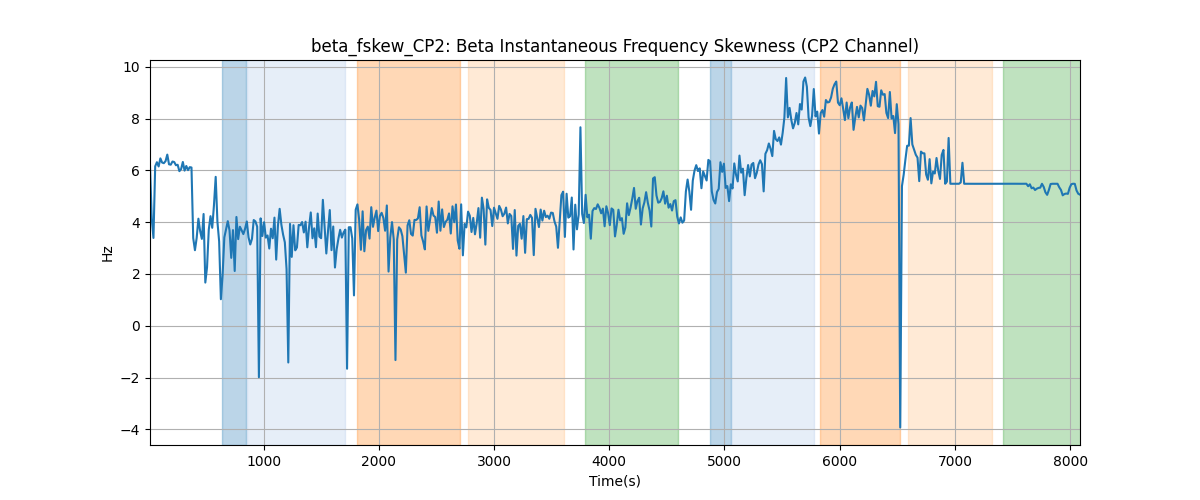 beta_fskew_CP2: Beta Instantaneous Frequency Skewness (CP2 Channel)
10
8
6
4
2
0
−2
−4
Hz
1000 2000 3000 4000 5000 6000 7000 8000
Time(s)